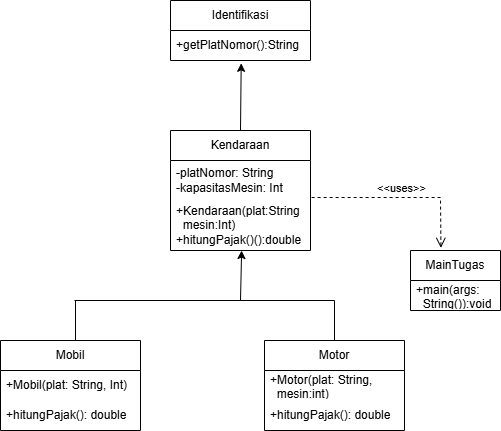 Identifikasi
+getPlatNomor():String
Kendaraan
-platNomor: String
-kapasitasMesin: Int
+Kendaraan(plat:String
mesin:Int)
+hitungPajak()():double
<<uses>>
MainTugas
+main(args:
String()):void
Mobil
+Mobil(plat: String, Int)
+hitungPajak(): double
Motor
+Motor(plat: String,
mesin:int)
+hitungPajak(): double